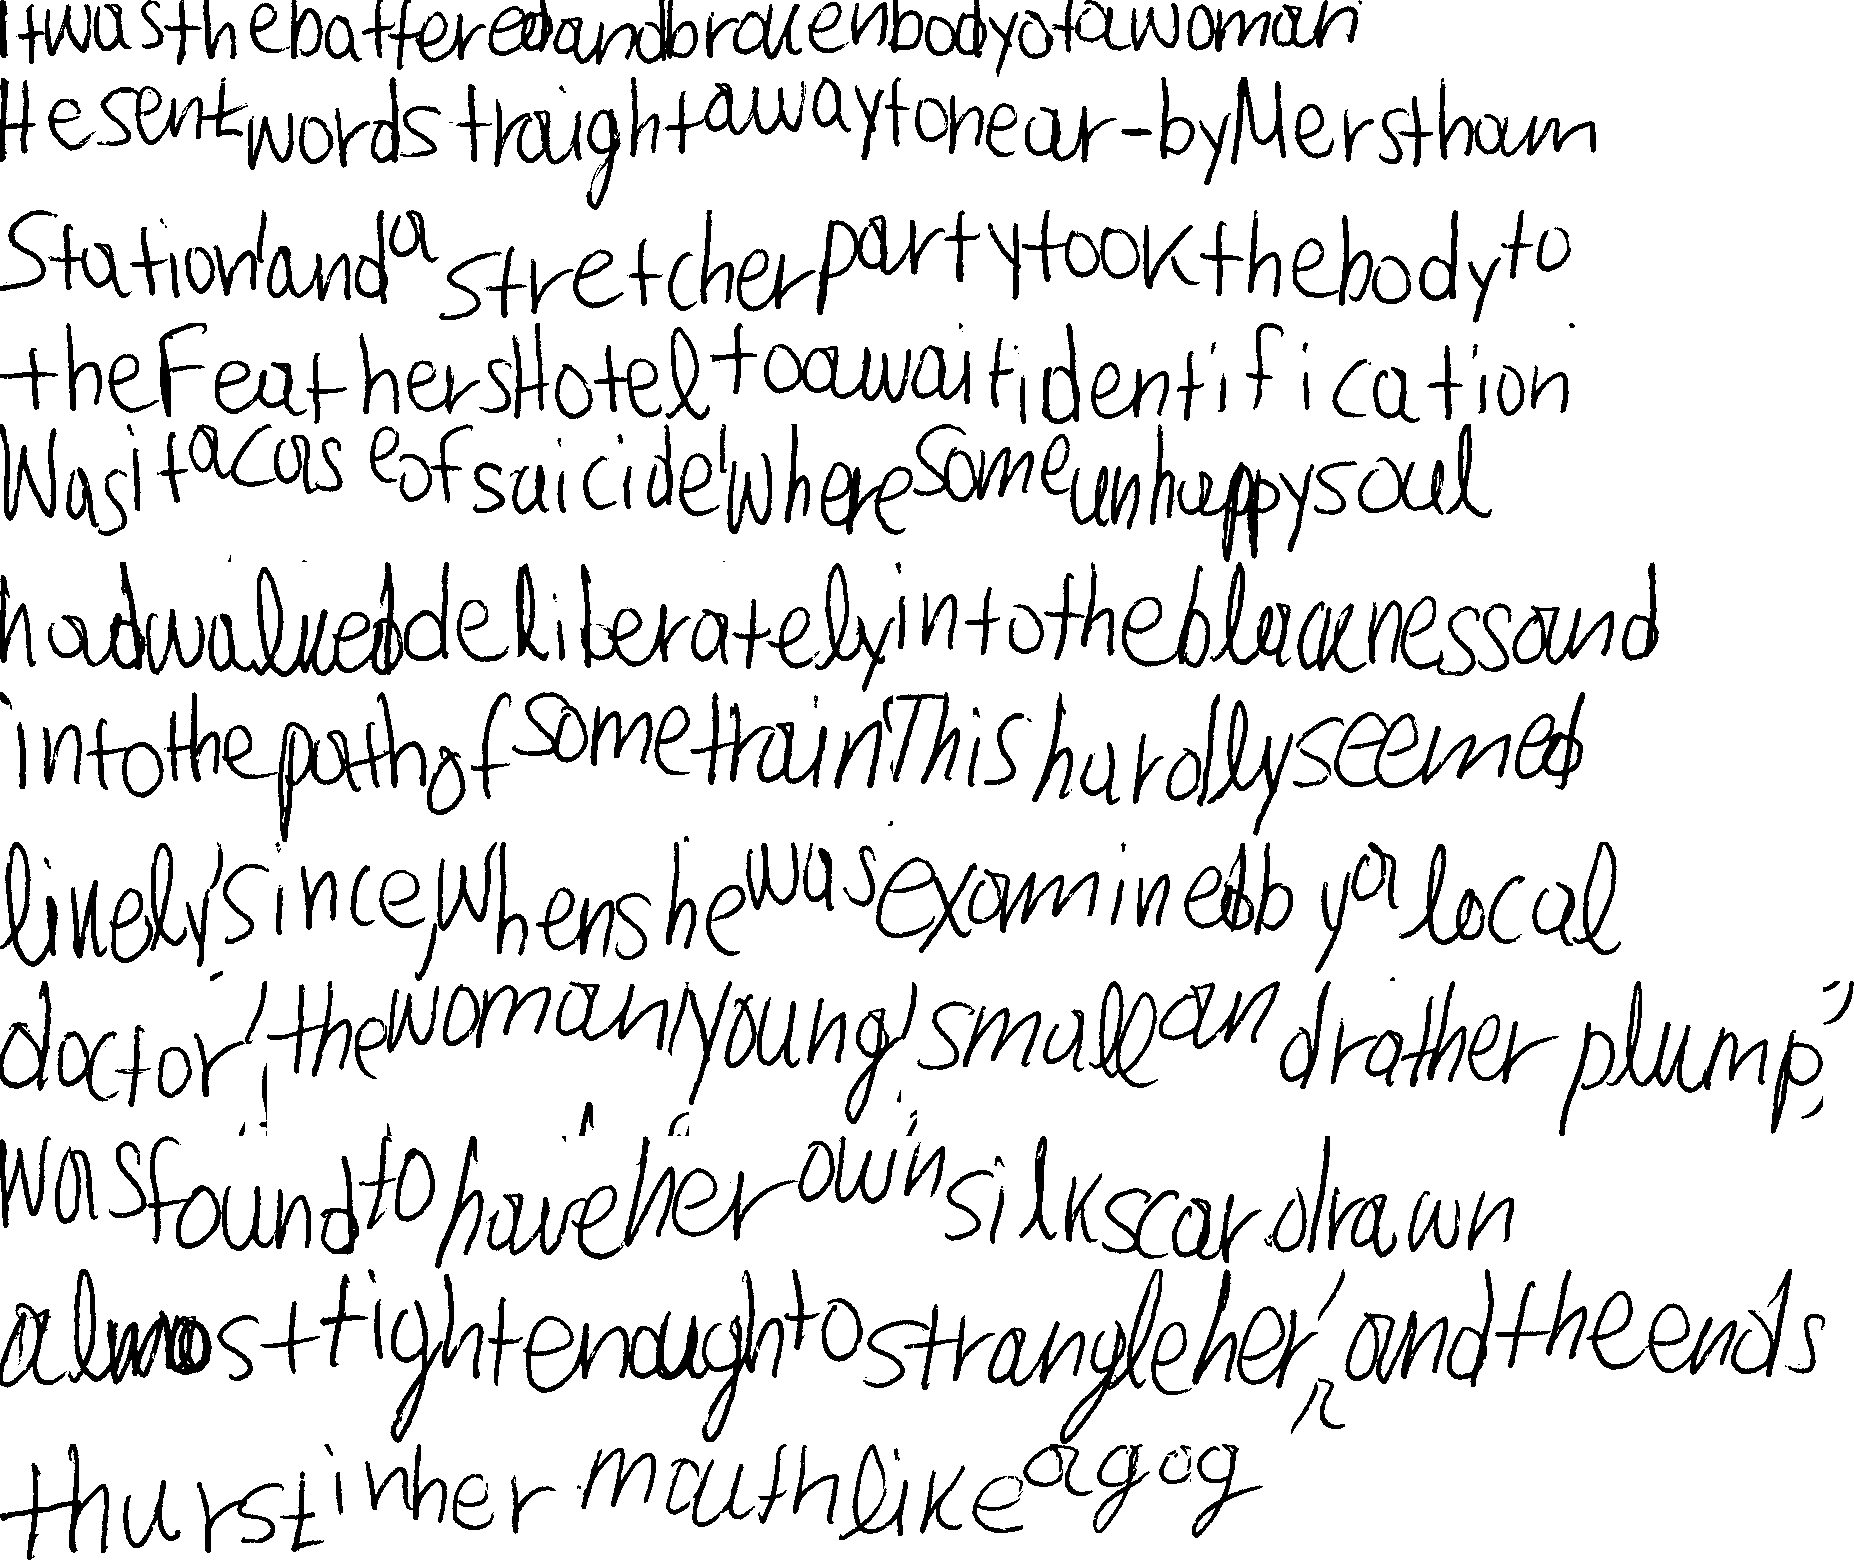 It was the battered and broken body of a woman
He sent words traight away to near-by Merstham
Station and a stretcher party took the body to
the Feathers Hotel to await identification
Was it a case of suicide where some unhappy soul
had walked deliberately into the blackness and
into the path of some train This hardly seemed
likely, since, when she was examined by a local
doctor, the woman, young, small and rather plump,
was found to have her own silk scar drawn
almost tight enough to strangle her, and the ends
thurst in her mouth like a gog